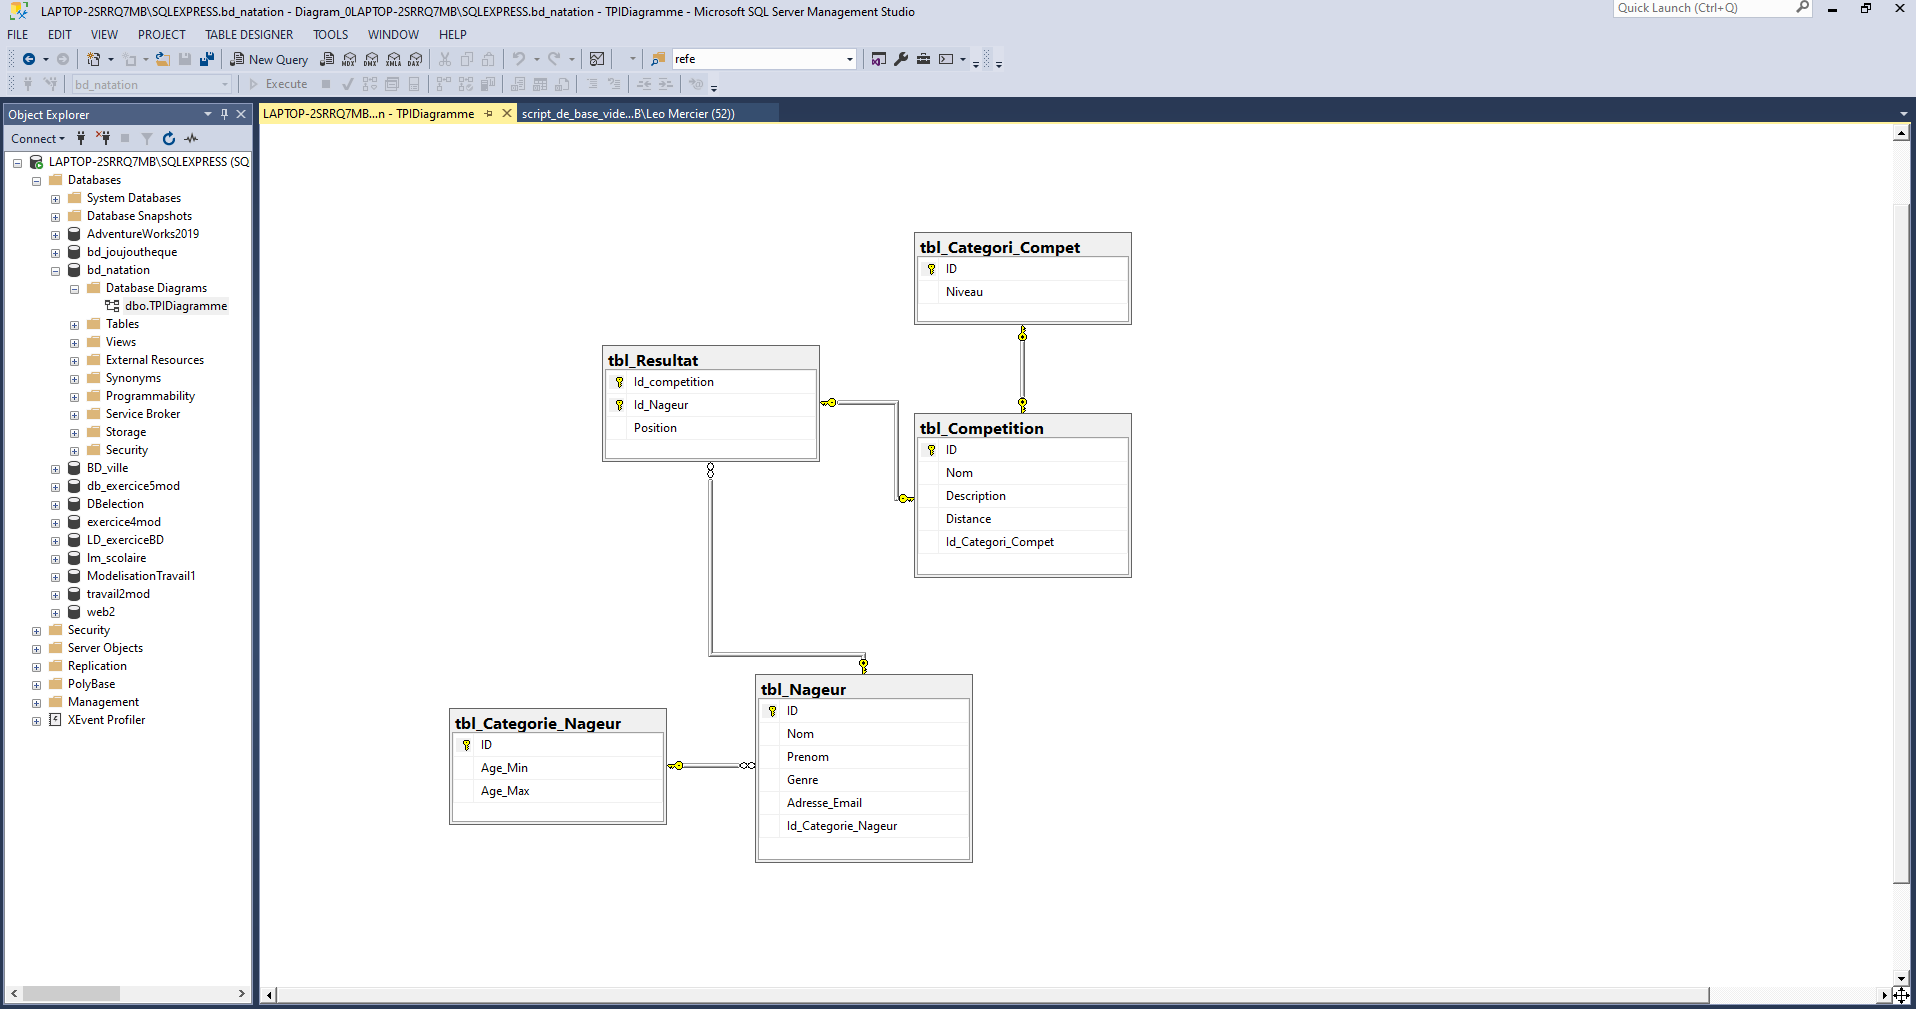 LAPTOP-2SRRQ7MB\SQLEXPRESS.bd_natation - Diagram_0LAPTOP-2SRRQ7MB\SQLEXPRESS.bd_natation - TPIDiagramme - Microsoft SQL Server Management Studio
Quick Launch (Ctrl+Q)
FILE EDIT VIEW PROJECT TABLE DESIGNER TOOLS WINDOW HELP
New Query
MDX DMX XMLA DAX
refe
bd_natation
Execute
Object Explorer
Connect
LAPTOP-2SRRQ7MB\SQLEXPRESS (SQ
Databases
System Databases
Database Snapshots
AdventureWorks2019
bd_joujoutheque
bd_natation
Database Diagrams
dbo.TPIDiagramme
Tables
Views
External Resources
Synonyms
Programmability
Service Broker
Storage
Security
BD_ville
db_exercice5mod
DBelection
exercice4mod
LD_exerciceBD
lm_scolaire
ModelisationTravail1
travail2mod
web2
Security
Server Objects
Replication
PolyBase
Management
XEvent Profiler
LAPTOP-2SRRQ7MB...n - TPIDiagramme
script_de_base_vide...B\Leo Mercier (52))
tbl_Categori_Compet
ID
Niveau
tbl_Resultat
Id_competition
Id_Nageur
Position
tbl_Competition
ID
Nom
Description
Distance
Id_Categori_Compet
tbl_Nageur
ID
Nom
Prenom
Genre
Adresse_Email
Id_Categorie_Nageur
tbl_Categorie_Nageur
ID
Age_Min
Age_Max